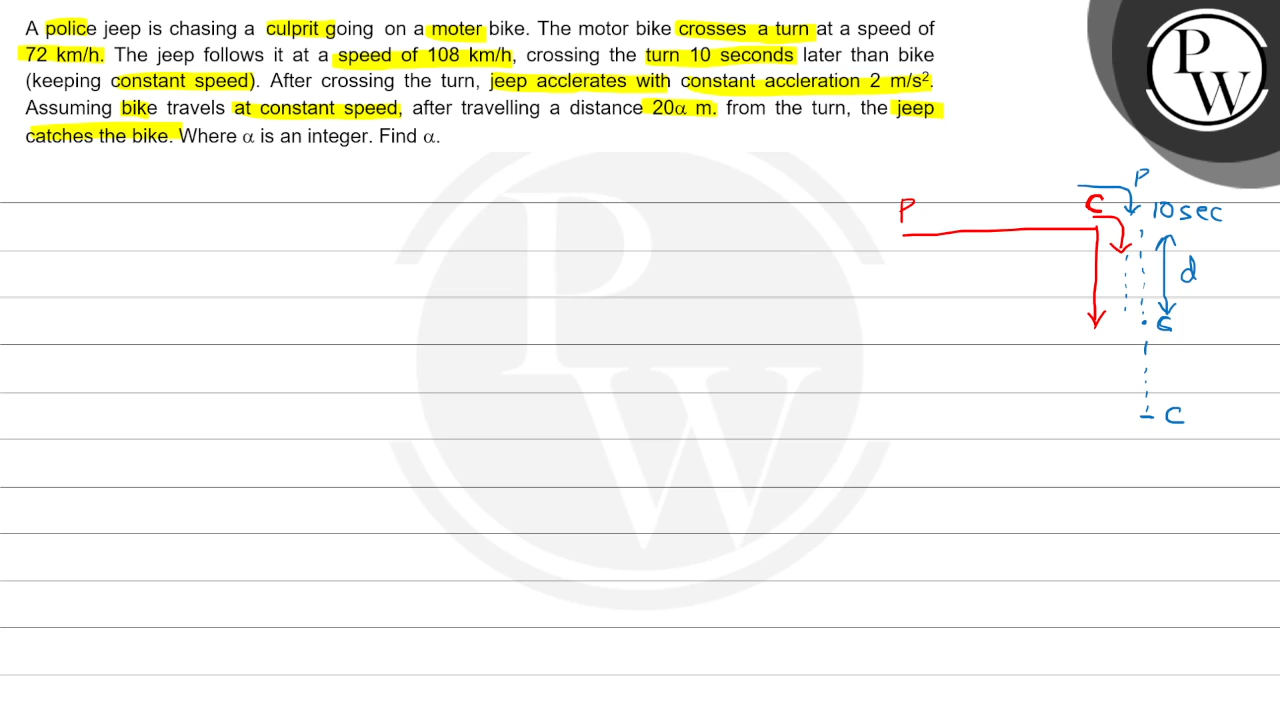 A police jeep is chasing a culprit going on a moter bike. The motor bike crosses a turn at a speed of
72 km/h. The jeep follows it at a speed of 108 km/h, crossing the turn 10 seconds later than bike
(keeping constant speed). After crossing the turn, jeep acclerates with constant accleration 2 m/s².
Assuming bike travels at constant speed, after travelling a distance 20α m. from the turn, the jeep
catches the bike. Where α is an integer. Find α.
P
W
P
C
10 sec
P
d
C
C
P
W